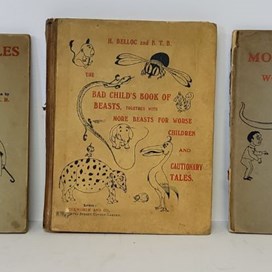 LES
H. BELLOC and B. T. B.
THE
BAD CHILD'S BOOK OF
BEASTS, TOGETHER WITH
MORE BEASTS FOR WORSE
CHILDREN
AND
CAUTIONARY
TALES.
MO
W